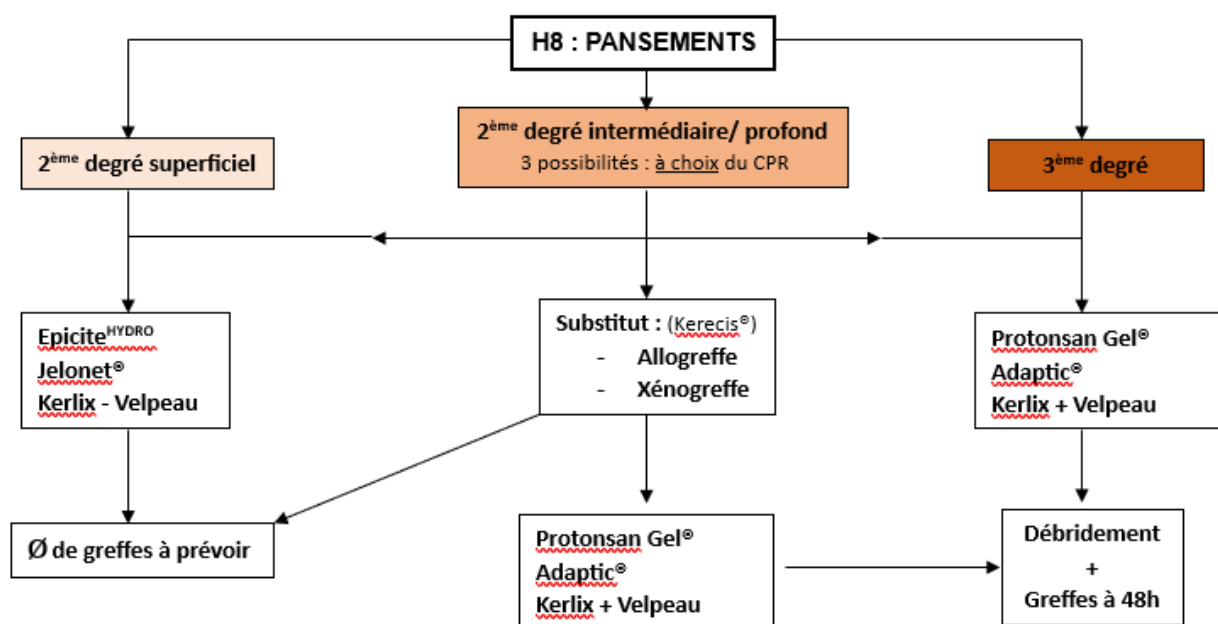 H8 : PANSEMENTS
2ème degré superficiel
2ème degré intermédiaire/ profond
3 possibilités : à choix du CPR
3ème degré
EpiciteHYDRO
Jelonet®
Kerlix - Velpeau
Substitut : (Kerecis®)
- Allogreffe
- Xénogreffe
Protonsan Gel®
Adaptic®
Kerlix + Velpeau
Ø de greffes à prévoir
Protonsan Gel®
Adaptic®
Kerlix + Velpeau
Débridement
+
Greffes à 48h